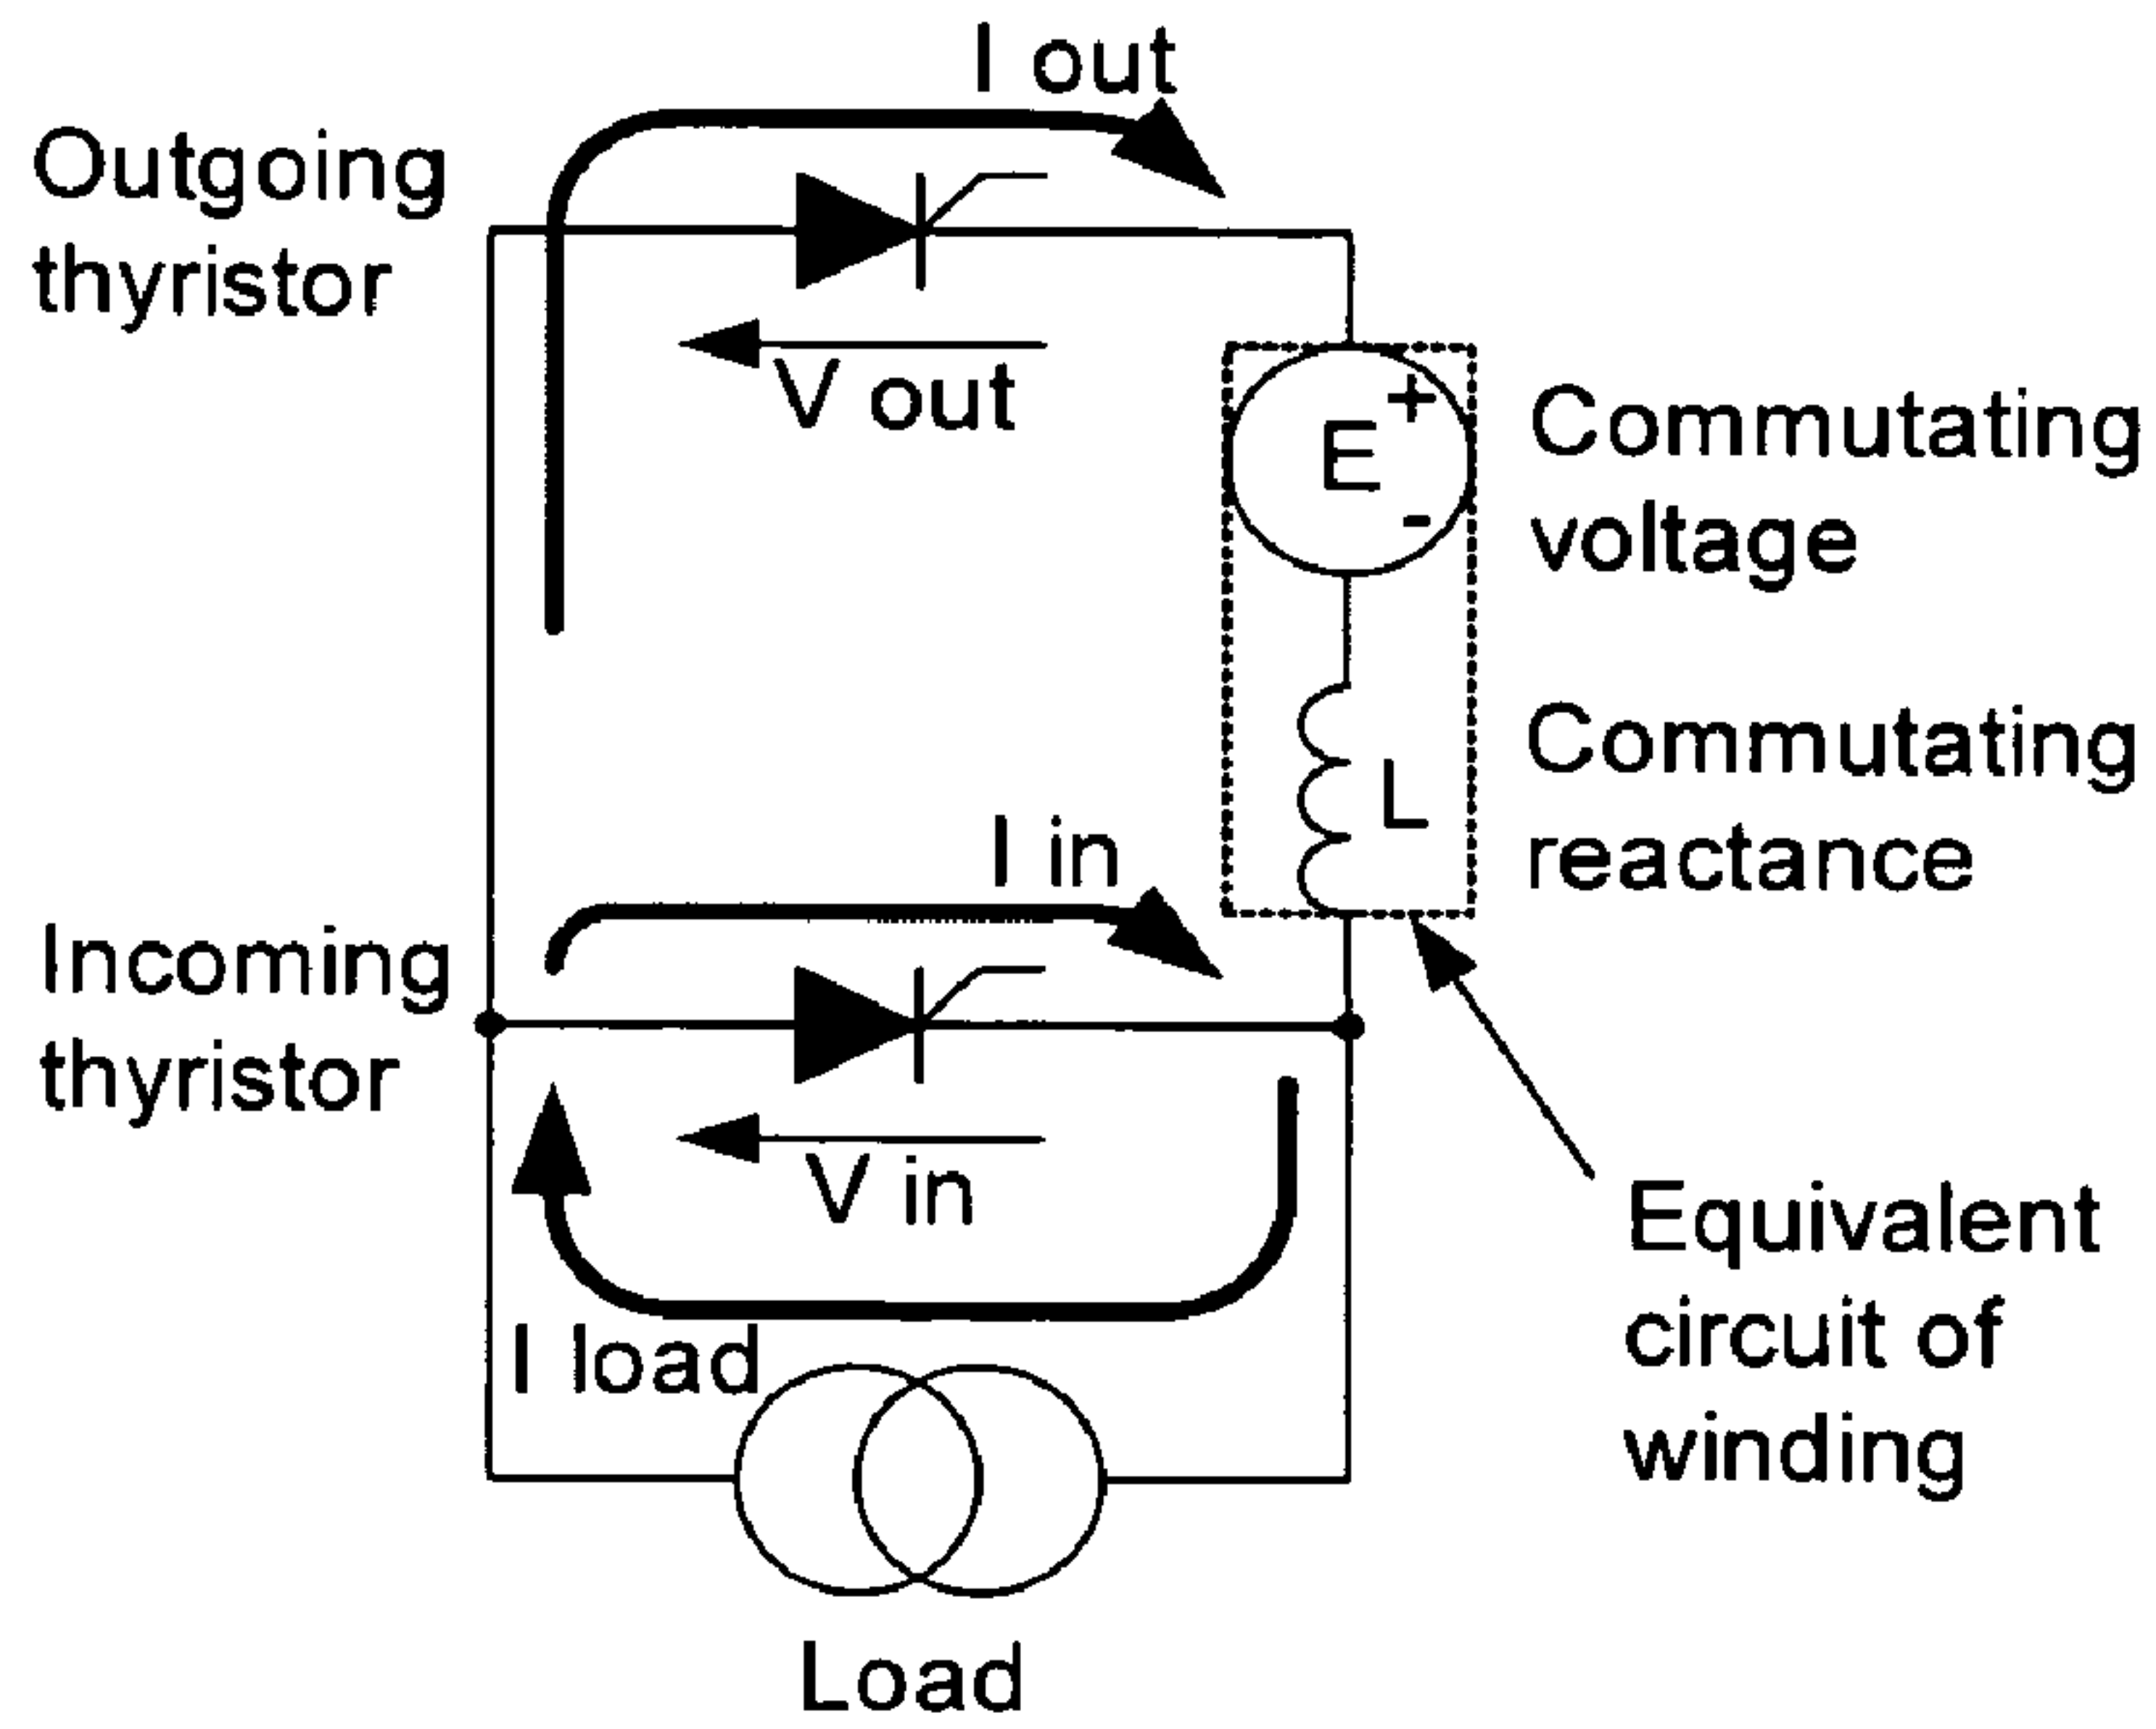 I out
Outgoing
thyristor
V out
+
E
-
Commutating
voltage
L
Commutating
reactance
I in
Incoming
thyristor
V in
I load
Equivalent
circuit of
winding
Load